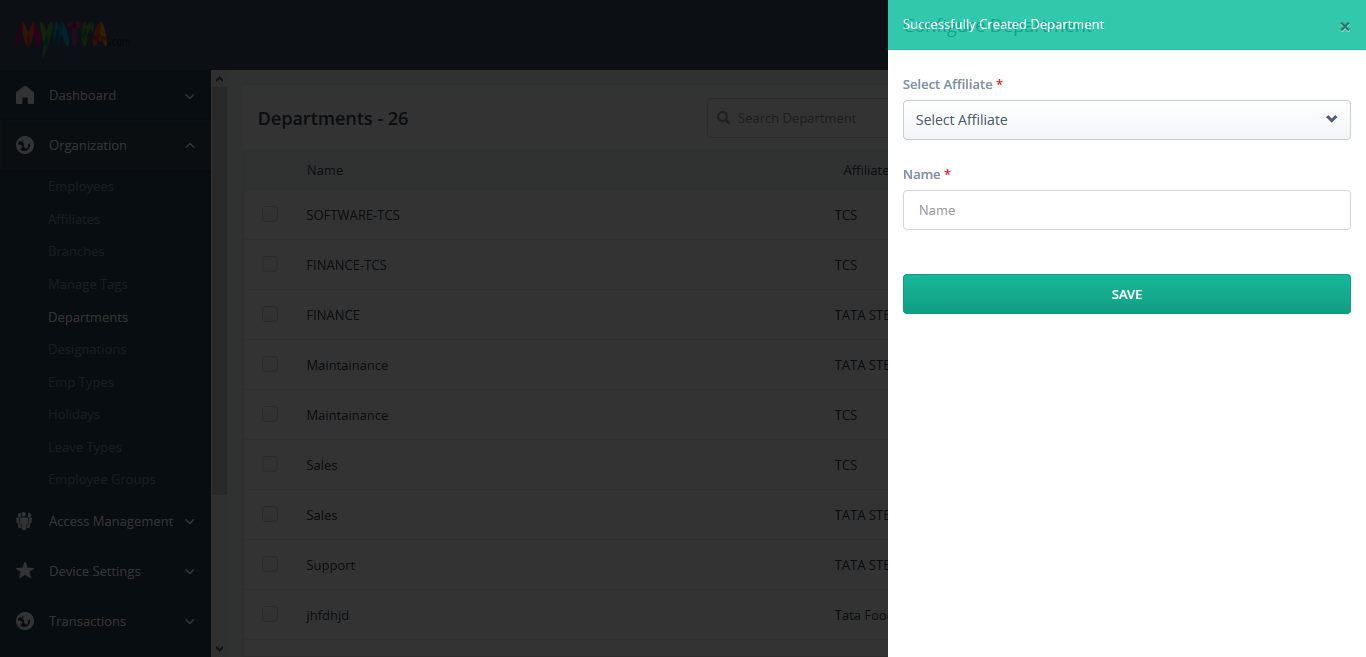 MYNTRA.com
Successfully Created Department
Configure Department
×
Dashboard
Organization
Employees
Affiliates
Branches
Manage Tags
Departments
Designations
Emp Types
Holidays
Leave Types
Employee Groups
Access Management
Device Settings
Transactions
Departments - 26
Search Department
Name Affiliate
SOFTWARE-TCS TCS
FINANCE-TCS TCS
FINANCE TATA STE
Maintainance TATA STE
Maintainance TCS
Sales TCS
Sales TATA STE
Support TATA STE
jhfdhjd Tata Foo
Select Affiliate *
Select Affiliate
Name *
Name
SAVE